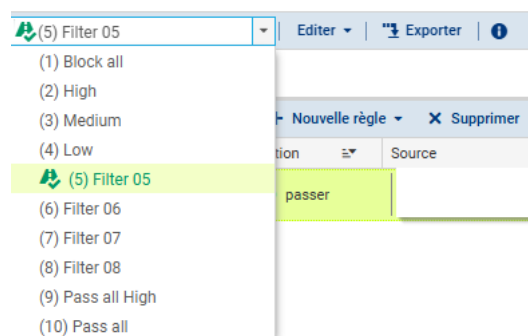 (5) Filter 05 Editer Exporter
(1) Block all
(2) High
(3) Medium
Nouvelle règle Supprimer
(4) Low
tion Source
(5) Filter 05
passer
(6) Filter 06
(7) Filter 07
(8) Filter 08
(9) Pass all High
(10) Pass all